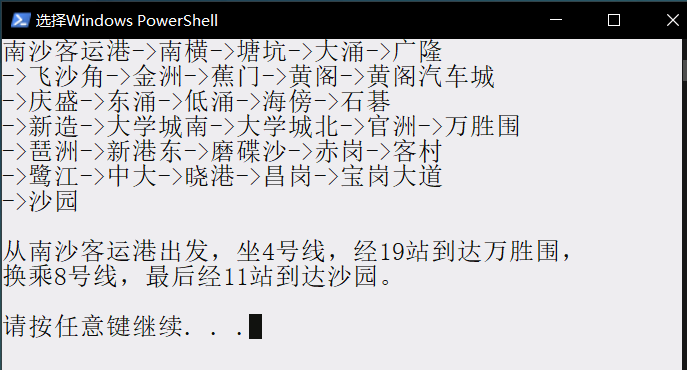 选择Windows PowerShell
南沙客运港->南横->塘坑->大涌->广隆
->飞沙角->金洲->蕉门->黄阁->黄阁汽车城
->庆盛->东涌->低涌->海傍->石碁
->新造->大学城南->大学城北->官洲->万胜围
->琶洲->新港东->磨碟沙->赤岗->客村
->鹭江->中大->晓港->昌岗->宝岗大道
->沙园
从南沙客运港出发，坐4号线，经19站到达万胜围，
换乘8号线，最后经11站到达沙园。
请按任意键继续. . .